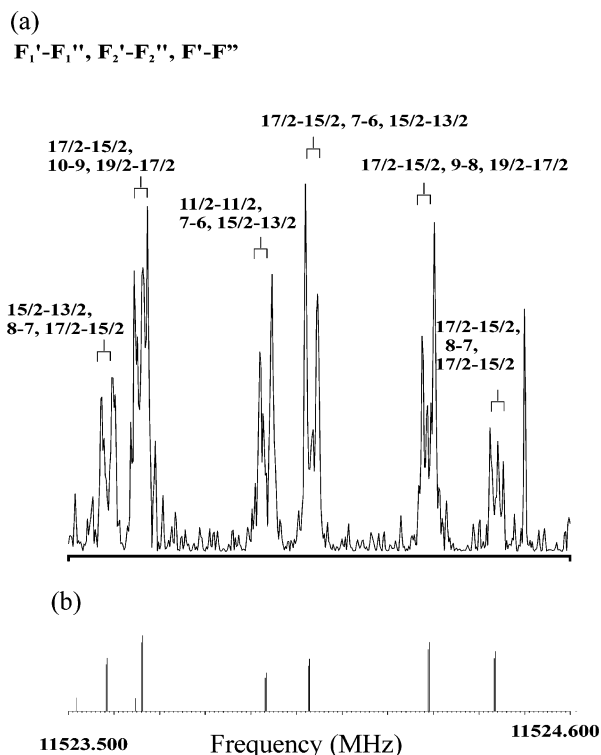 (a)
F₁'-F₁'', F₂'-F₂'', F'-F”
17/2-15/2, 7-6, 15/2-13/2
17/2-15/2,
10-9, 19/2-17/2
17/2-15/2, 9-8, 19/2-17/2
11/2-11/2,
7-6, 15/2-13/2
15/2-13/2,
8-7, 17/2-15/2
17/2-15/2,
8-7,
17/2-15/2
(b)
11523.500
Frequency (MHz)
11524.600